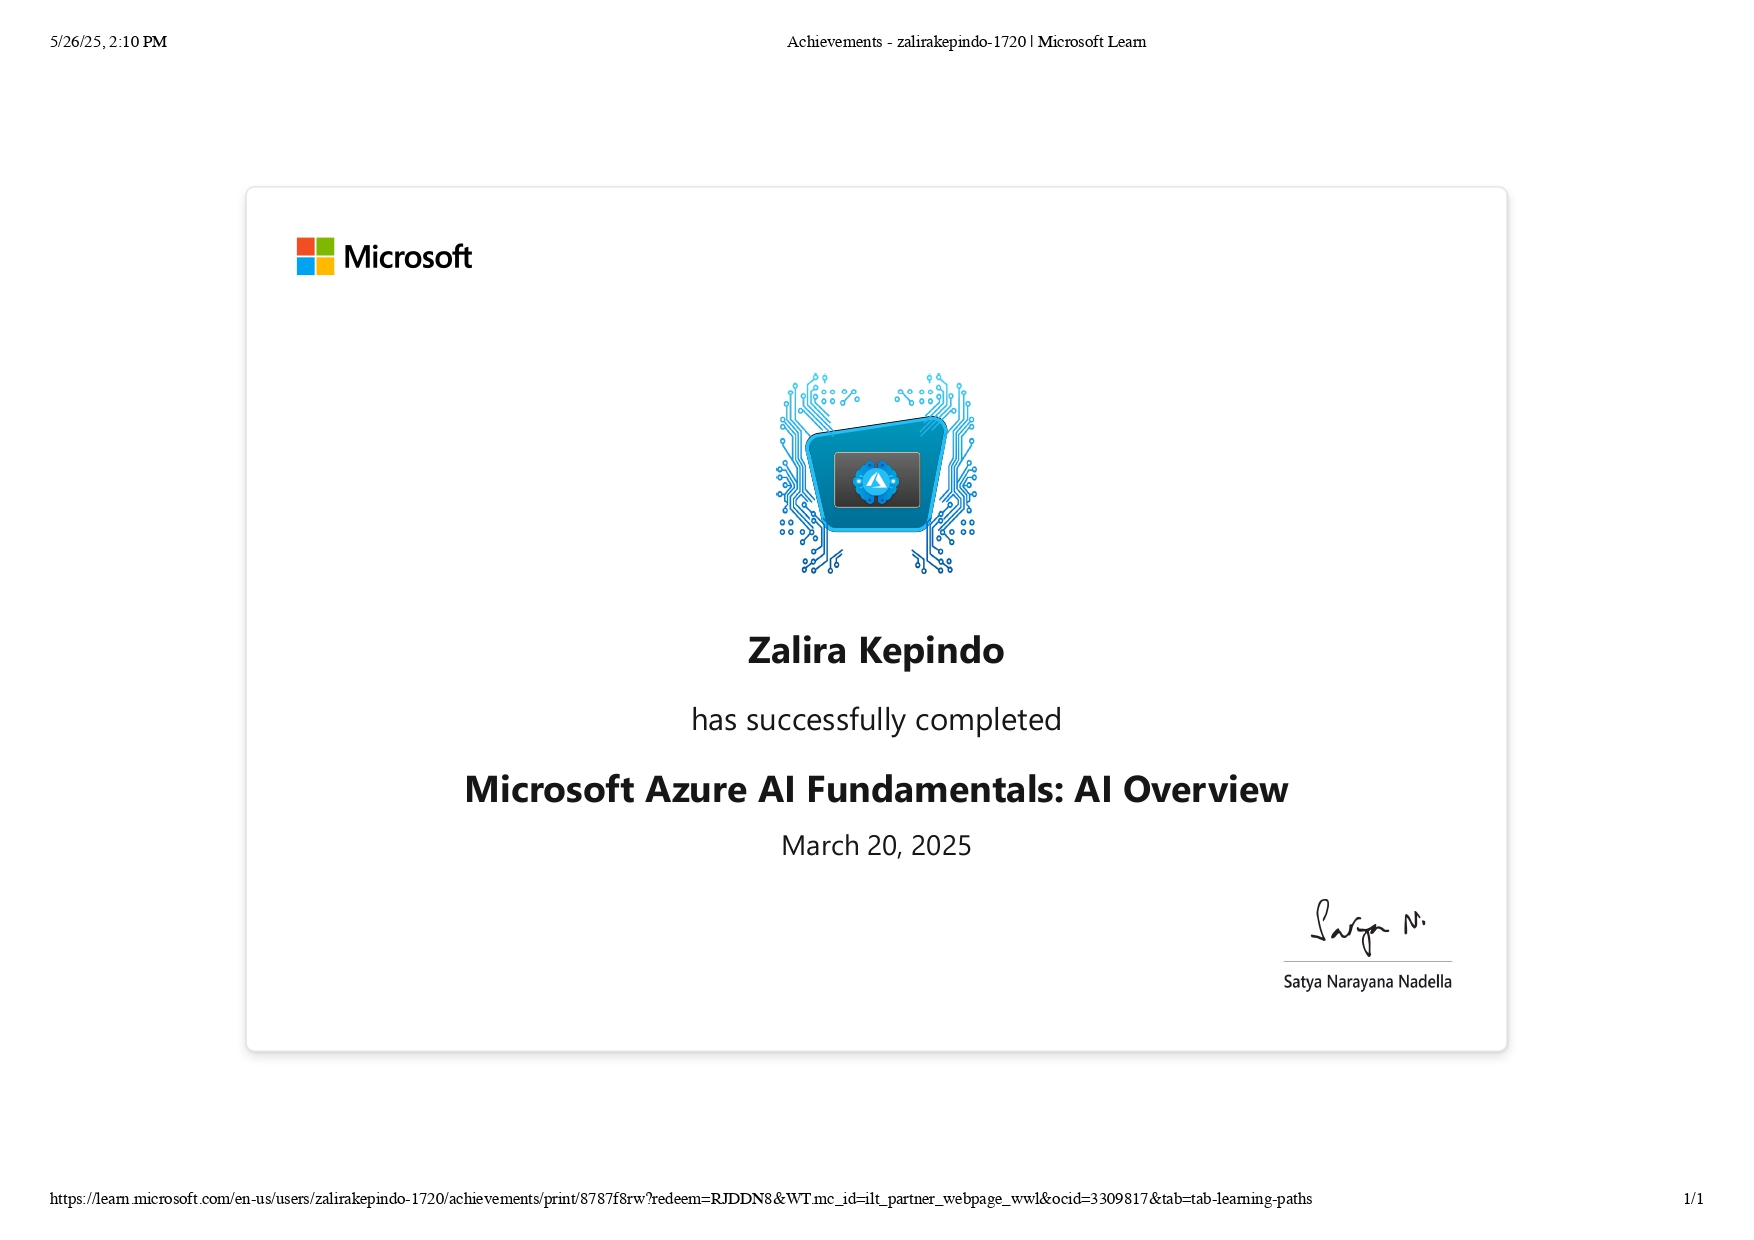 5/26/25, 2:10 PM
Achievements - zalirakepindo-1720 | Microsoft Learn
Microsoft
Zalira Kepindo
has successfully completed
Microsoft Azure AI Fundamentals: AI Overview
March 20, 2025
Satya N.
Satya Narayana Nadella
https://learn.microsoft.com/en-us/users/zalirakepindo-1720/achievements/print/8787f8rw?redeem=RJDDN8&WT.mc_id=ilt_partner_webpage_wwl&ocid=3309817&tab=tab-learning-paths
1/1